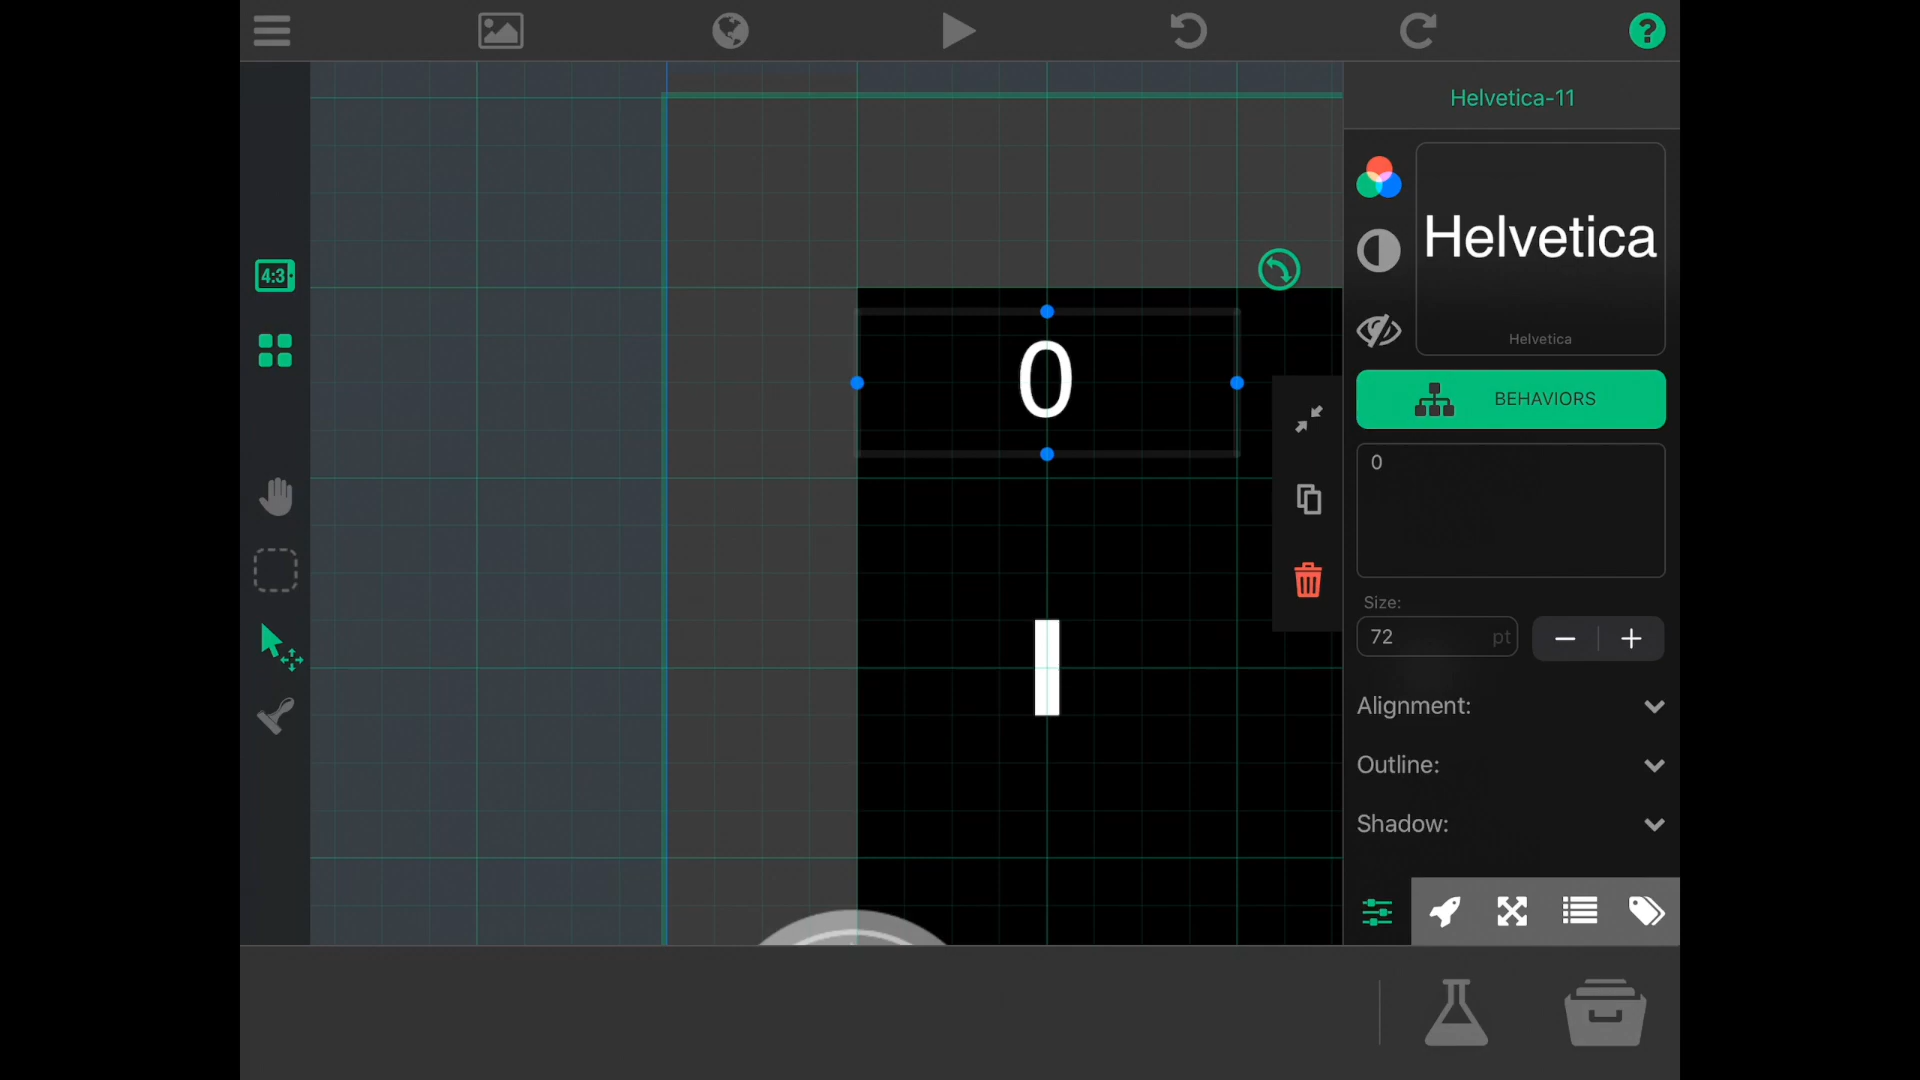 ?
Helvetica-11
Helvetica
Helvetica
4:3
0
BEHAVIORS
0
Size:
72 pt
Alignment:
Outline:
Shadow: